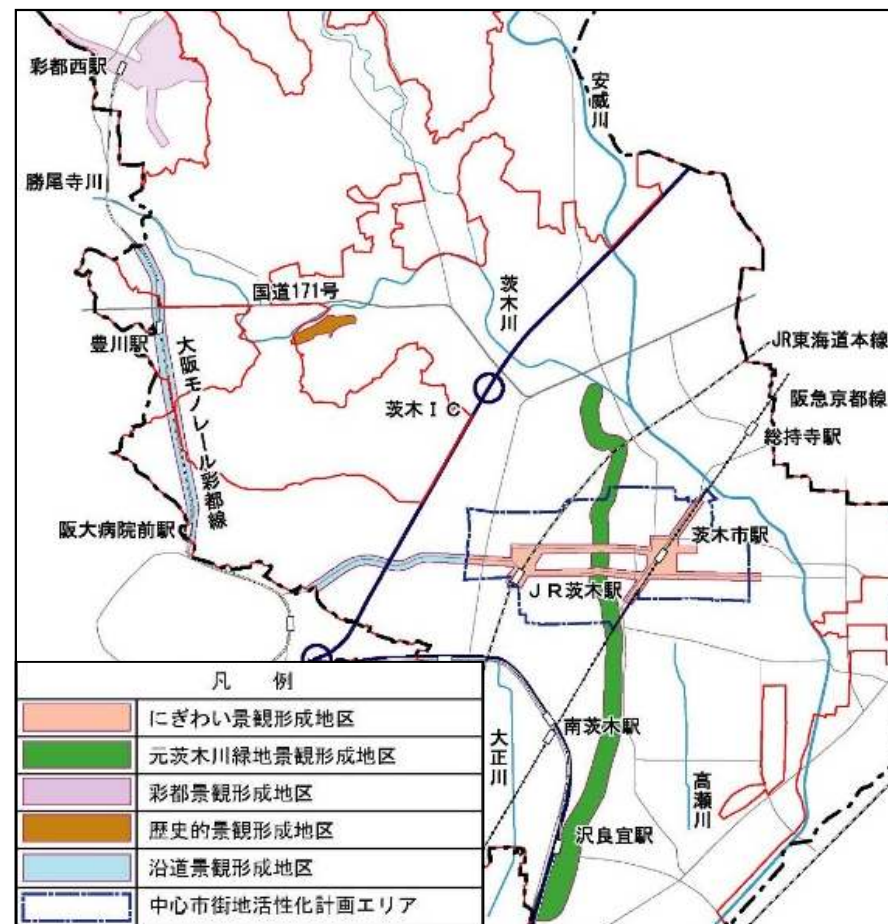 彩都西駅
安威川
勝尾寺川
国道171号
茨木川
豊川駅
大阪モノレール彩都線
JR東海道本線
茨木IC
阪急京都線
総持寺駅
阪大病院前駅
茨木市駅
JR茨木駅
凡 例
にぎわい景観形成地区
元茨木川緑地景観形成地区
彩都景観形成地区
歴史的景観形成地区
沿道景観形成地区
中心市街地活性化計画エリア
南茨木駅
大正川
高瀬川
沢良宜駅